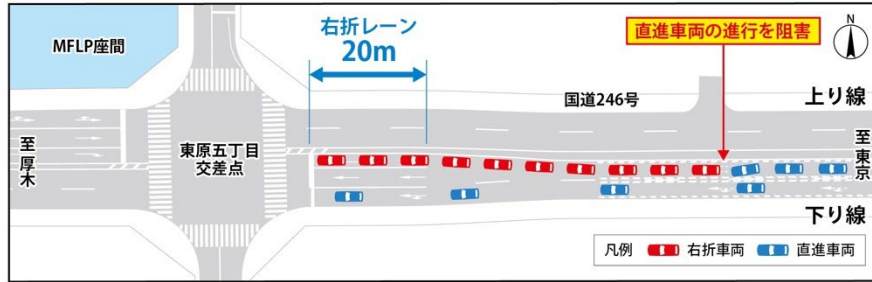 MFLP座間
右折レーン
20m
直進車両の進行を阻害
N
国道246号
上り線
至厚木
東原五丁目
交差点
至東京
下り線
凡例 右折車両 直進車両